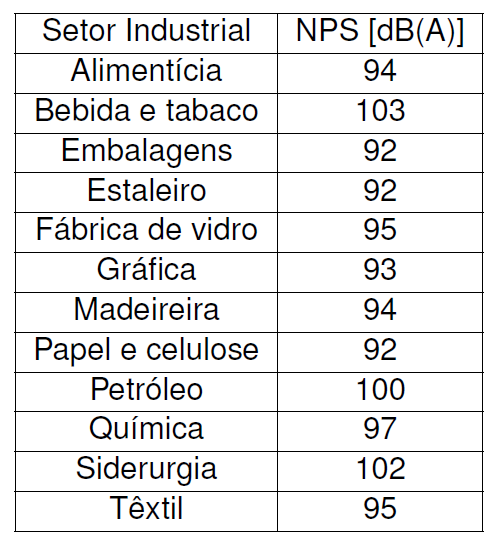 Setor Industrial NPS [dB(A)]
Alimentícia 94
Bebida e tabaco 103
Embalagens 92
Estaleiro 92
Fábrica de vidro 95
Gráfica 93
Madeireira 94
Papel e celulose 92
Petróleo 100
Química 97
Siderurgia 102
Têxtil 95